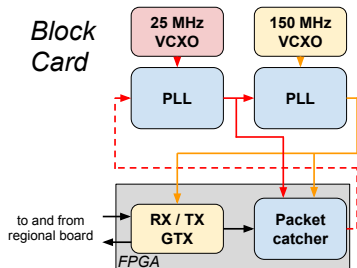 Block
Card
25 MHz
VCXO
150 MHz
VCXO
PLL
PLL
to and from
regional board
RX / TX
GTX
Packet
catcher
FPGA